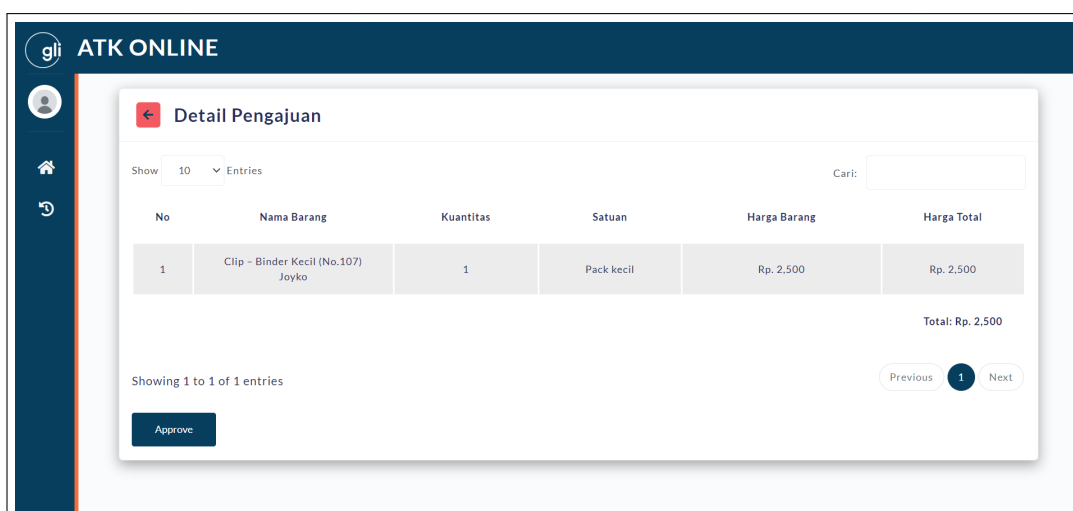 gli ATK ONLINE
Detail Pengajuan
Show 10 Entries Cari:
No Nama Barang Kuantitas Satuan Harga Barang Harga Total
1 Clip – Binder Kecil (No.107) 1 Pack kecil Rp. 2,500 Rp. 2,500
Joyko
Total: Rp. 2,500
Showing 1 to 1 of 1 entries Previous 1 Next
Approve